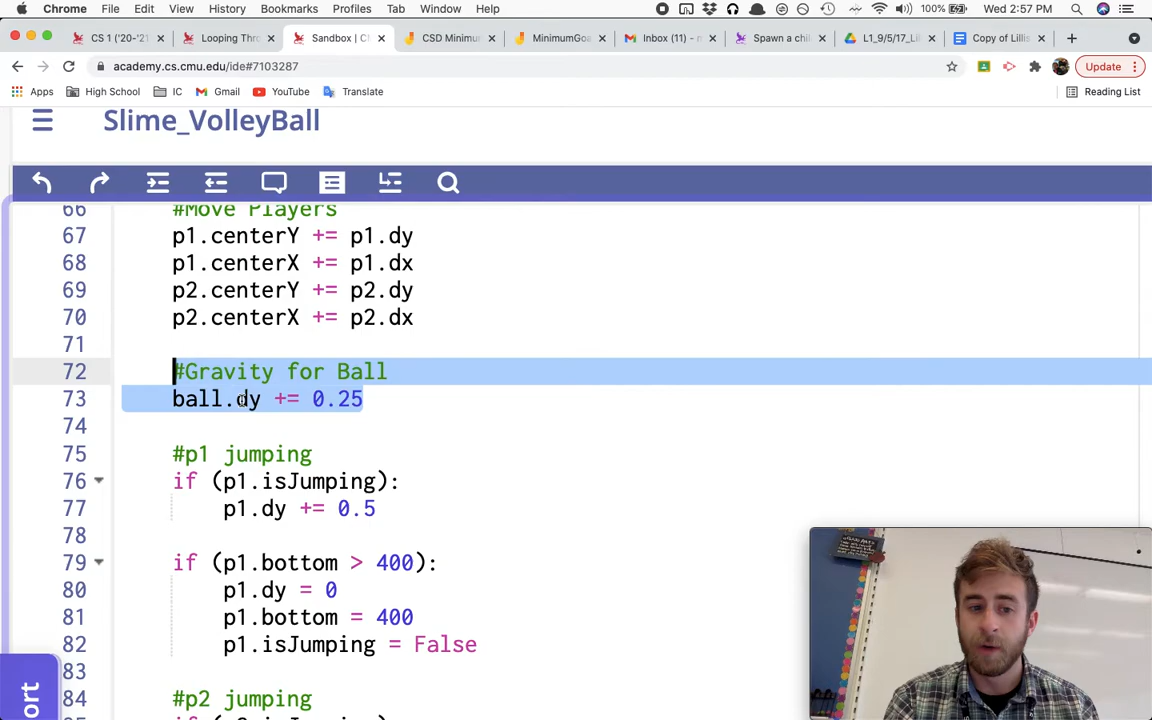 Chrome File Edit View History Bookmarks Profiles Tab Window Help 100% Wed 2:57 PM
CS 1 ('20-'21 Looping Thro Sandbox | C CSD Minimu MinimumGoa Inbox (11) - Spawn a chi L1_9/5/17_Li Copy of Lillis
academy.cs.cmu.edu/ide#7103287 Update
Apps High School IC Gmail YouTube Translate Reading List
Slime_VolleyBall
66 #Move Players
67 p1.centerY += p1.dy
68 p1.centerX += p1.dx
69 p2.centerY += p2.dy
70 p2.centerX += p2.dx
71
72 #Gravity for Ball
73 ball.dy += 0.25
74
75 #p1 jumping
76 if (p1.isJumping):
77 p1.dy += 0.5
78
79 if (p1.bottom > 400):
80 p1.dy = 0
81 p1.bottom = 400
82 p1.isJumping = False
83
84 #p2 jumping
ort